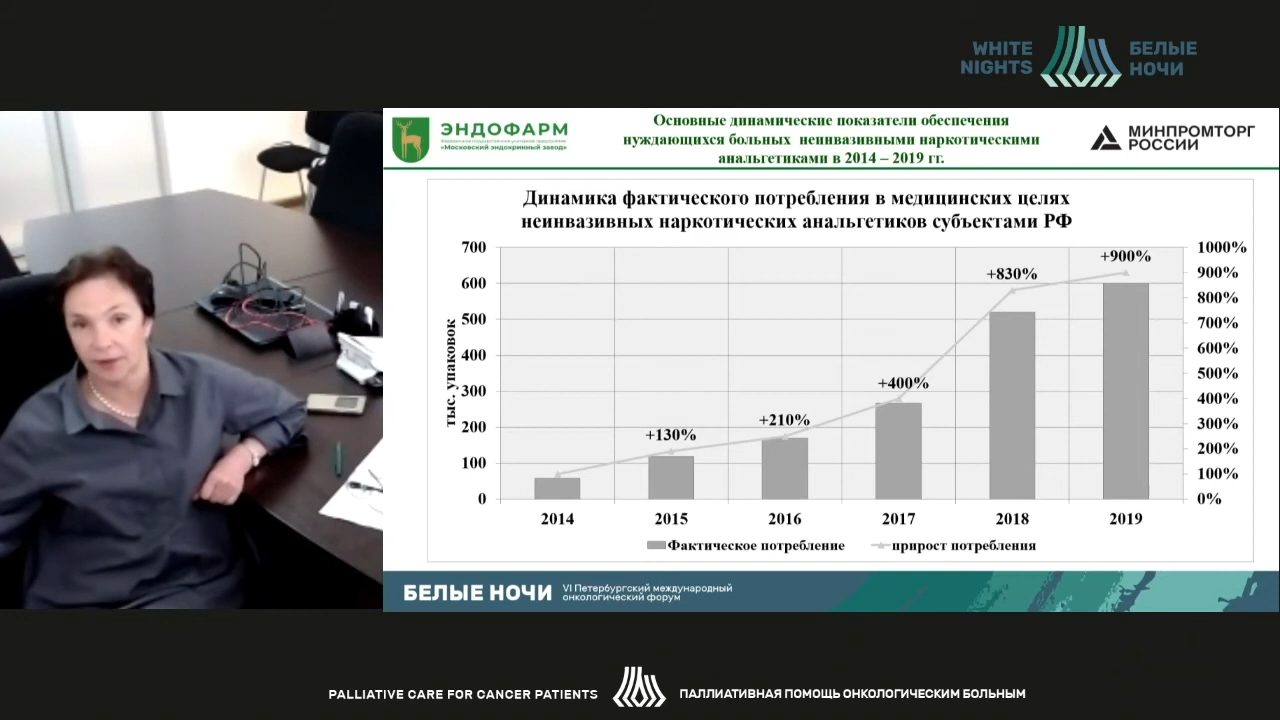 WHITE
NIGHTS
БЕЛЫЕ
НОЧИ
ЭНДОФАРМ
«Московский эндокринный завод»
Основные динамические показатели обеспечения
нуждающихся больных неинвазивными наркотическими
анальгетиками в 2014 – 2019 гг.
МИНПРОМТОРГ
РОССИИ
Динамика фактического потребления в медицинских целях
неинвазивных наркотических анальгетиков субъектами РФ
тыс. упаковок
700
600
500
400
300
200
100
0
+130%
+210%
+400%
+830%
+900%
1000%
900%
800%
700%
600%
500%
400%
300%
200%
100%
0%
2014 2015 2016 2017 2018 2019
Фактическое потребление прирост потребления
БЕЛЫЕ НОЧИ
VI Петербургский международный
онкологический форум
PALLIATIVE CARE FOR CANCER PATIENTS
ПАЛЛИАТИВНАЯ ПОМОЩЬ ОНКОЛОГИЧЕСКИМ БОЛЬНЫМ